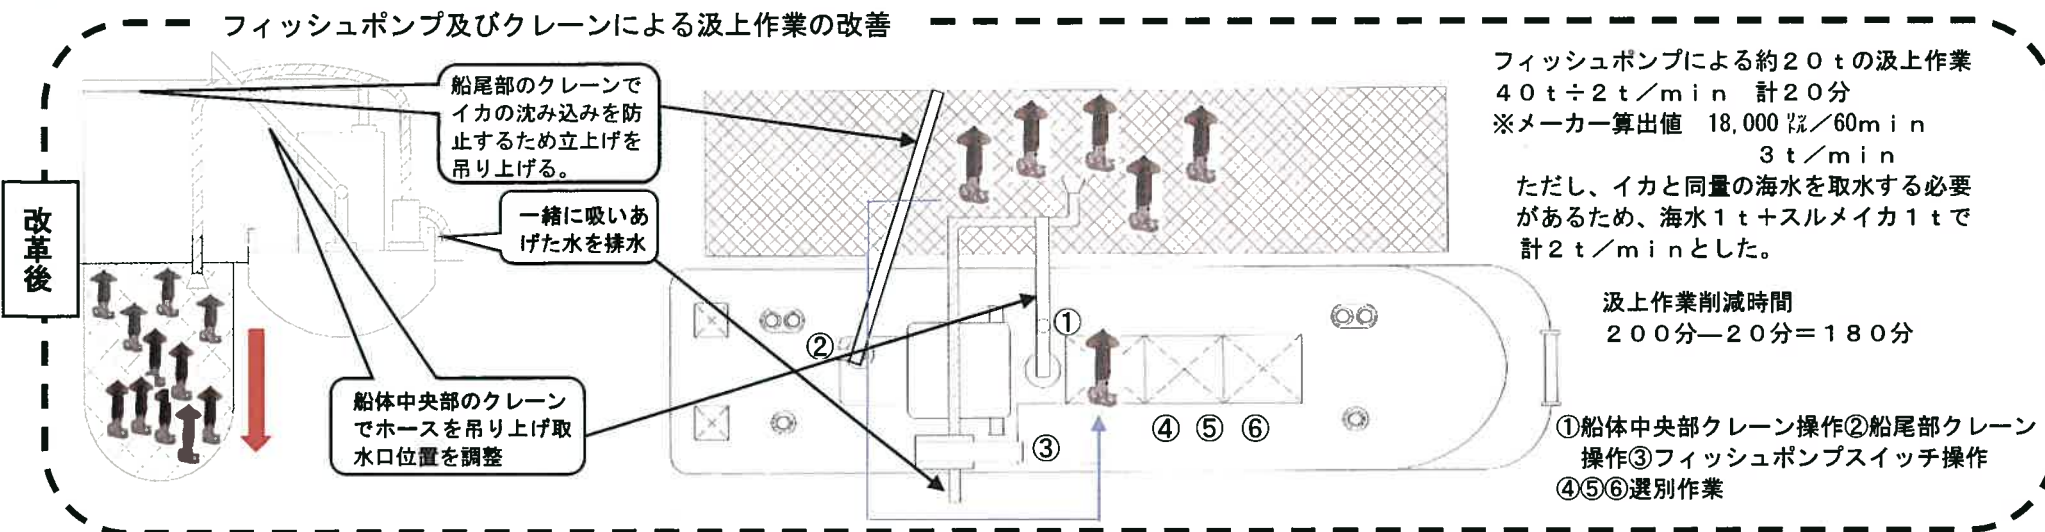 フィッシュポンプ及びクレーンによる汲上作業の改善
改革後
船尾部のクレーンで
イカの沈み込みを防
止するため立上げを
吊り上げる。
一緒に吸いあ
げた水を排水
船体中央部のクレーン
でホースを吊り上げ取
水口位置を調整
①
②
③
④⑤⑥
フィッシュポンプによる約20tの汲上作業
40t÷2t/min 計20分
※メーカー算出値 18,000㍑/60min
3t/min
ただし、イカと同量の海水を取水する必要
があるため、海水1t+スルメイカ1tで
計2t/minとした。
汲上作業削減時間
200分―20分=180分
①船体中央部クレーン操作②船尾部クレーン
操作③フィッシュポンプスイッチ操作
④⑤⑥選別作業